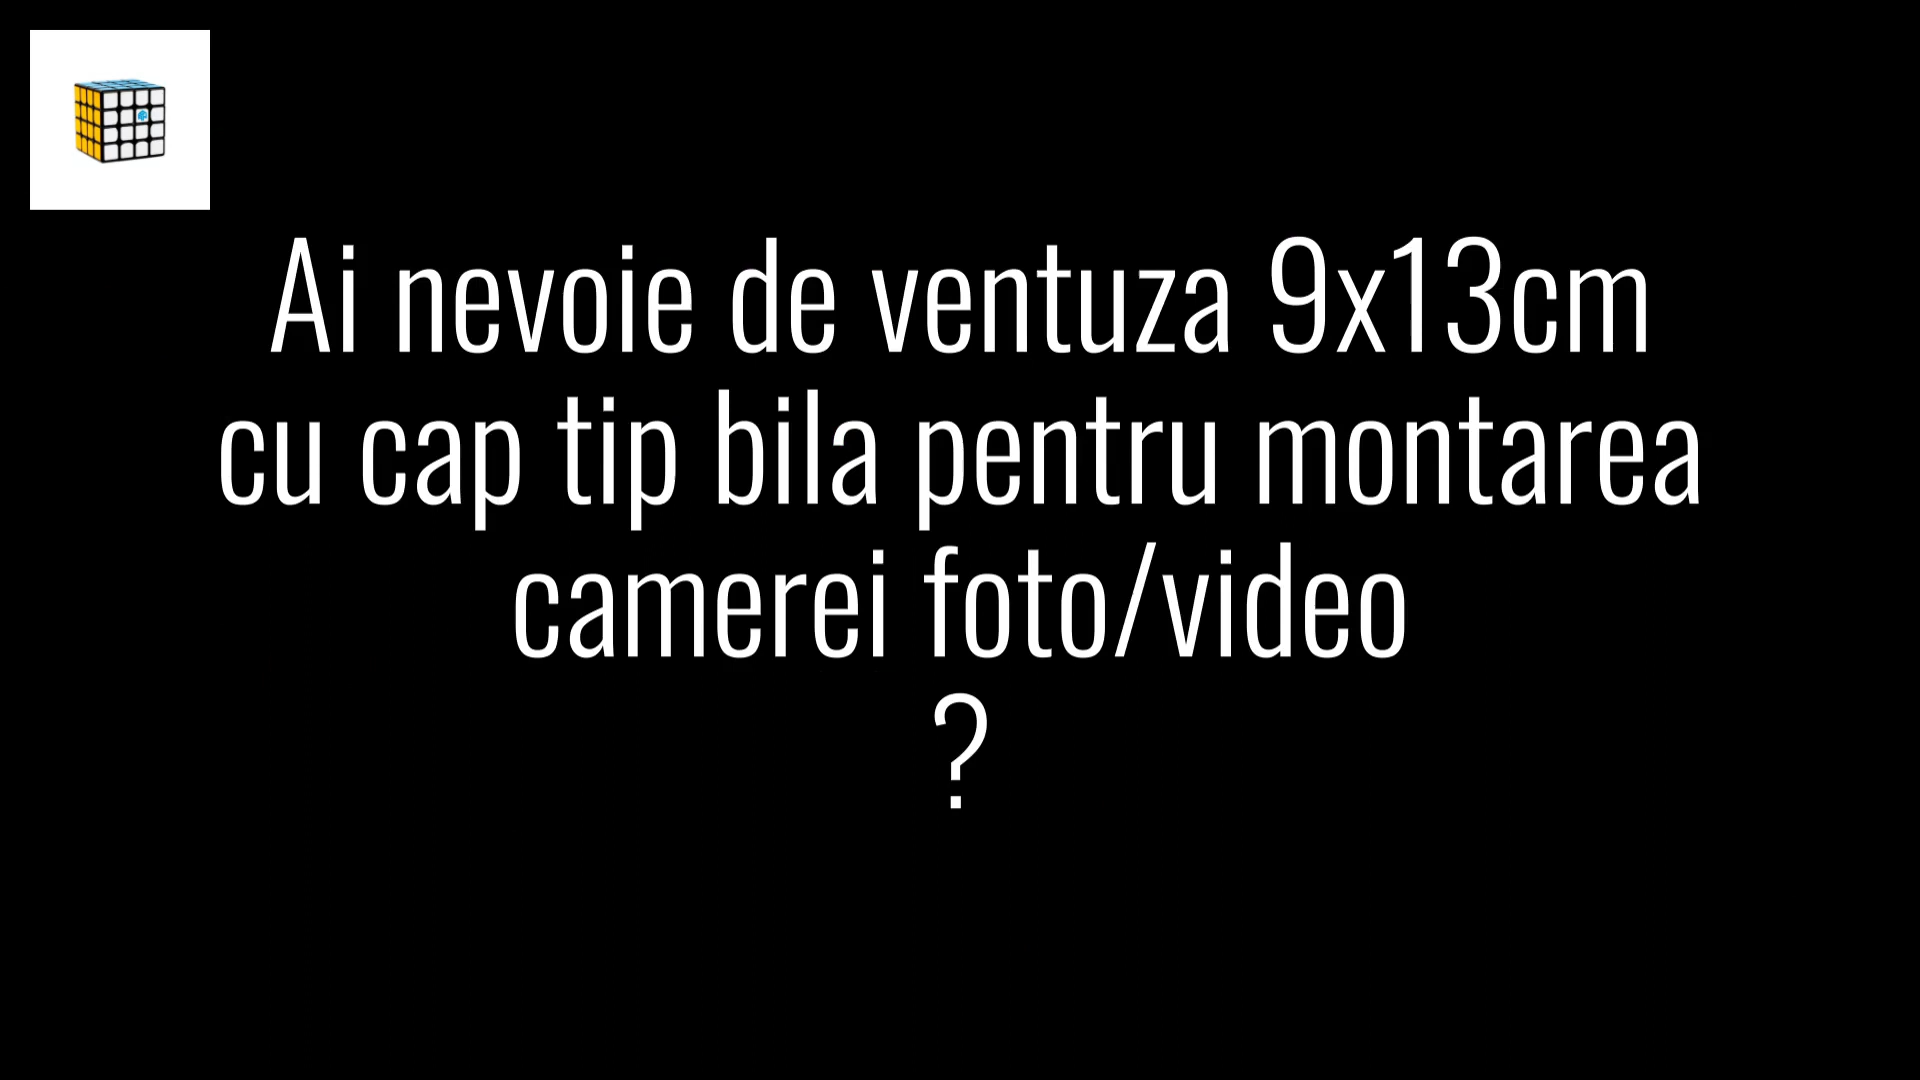 Ai nevoie de ventuza 9x13cm
cu cap tip bila pentru montarea
camerei foto/video
?